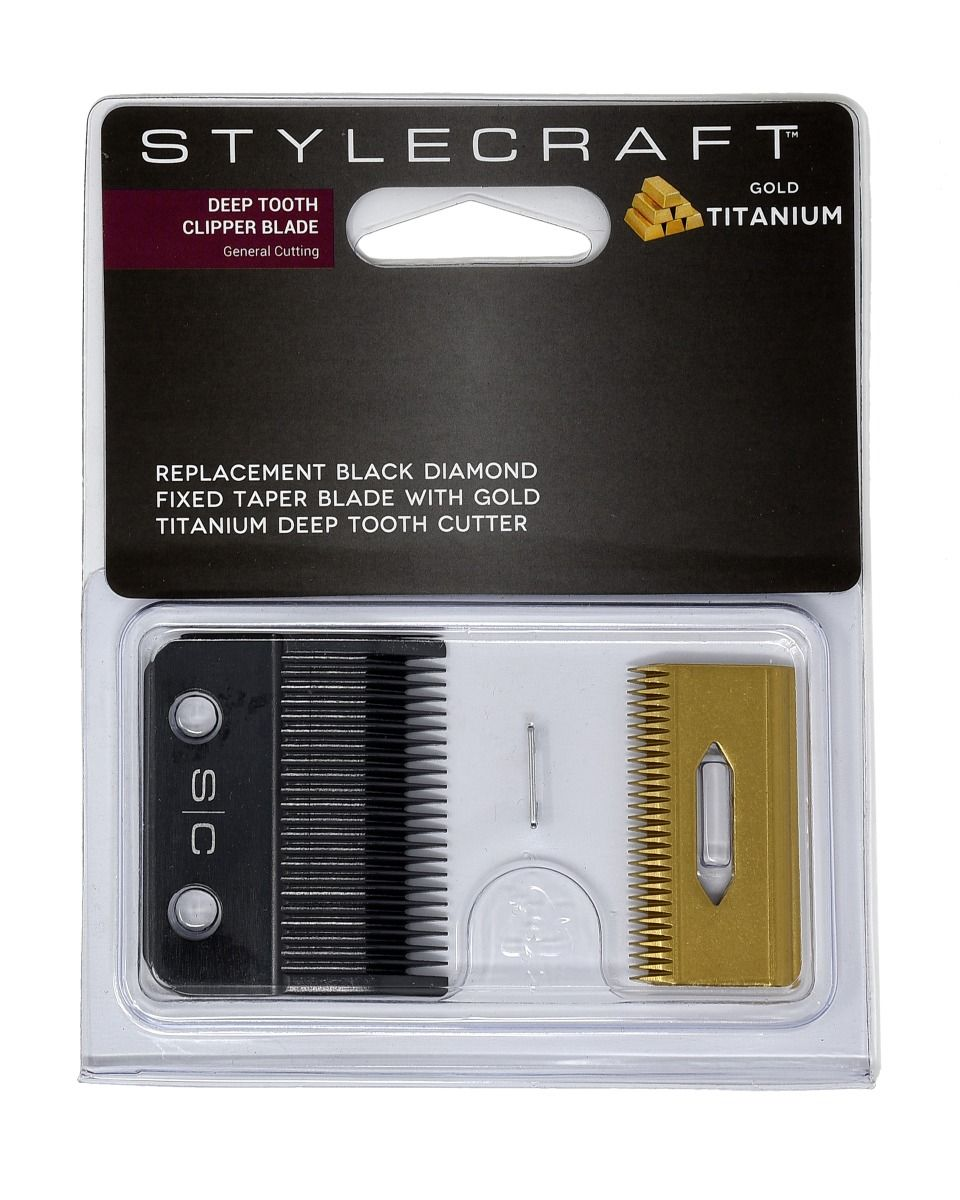 STYLECRAFT™
DEEP TOOTH
CLIPPER BLADE
General Cutting
GOLD
TITANIUM
REPLACEMENT BLACK DIAMOND
FIXED TAPER BLADE WITH GOLD
TITANIUM DEEP TOOTH CUTTER
S|C